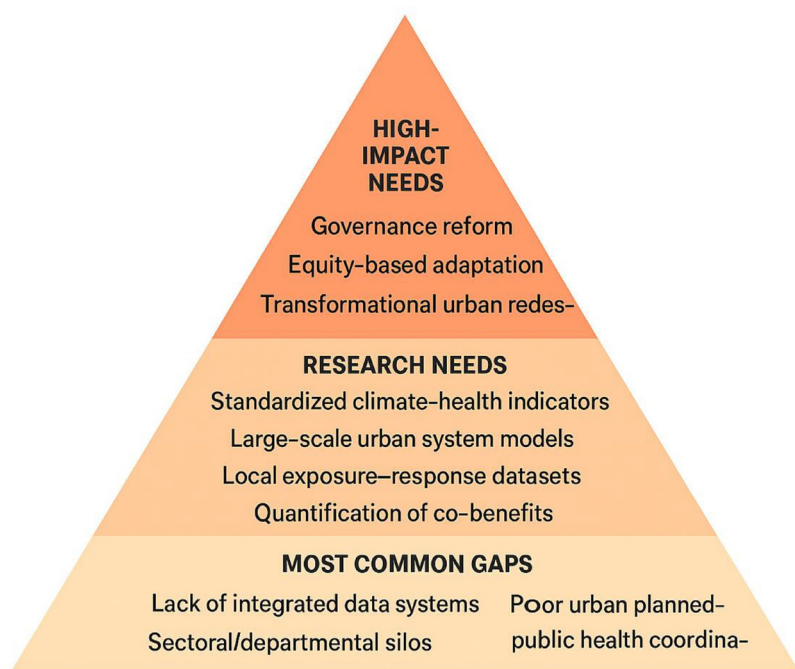 HIGH-
IMPACT
NEEDS
Governance reform
Equity-based adaptation
Transformational urban redes-
RESEARCH NEEDS
Standardized climate-health indicators
Large-scale urban system models
Local exposure–response datasets
Quantification of co-benefits
MOST COMMON GAPS
Lack of integrated data systems
Sectoral/departmental silos
Poor urban planned-
public health coordina-